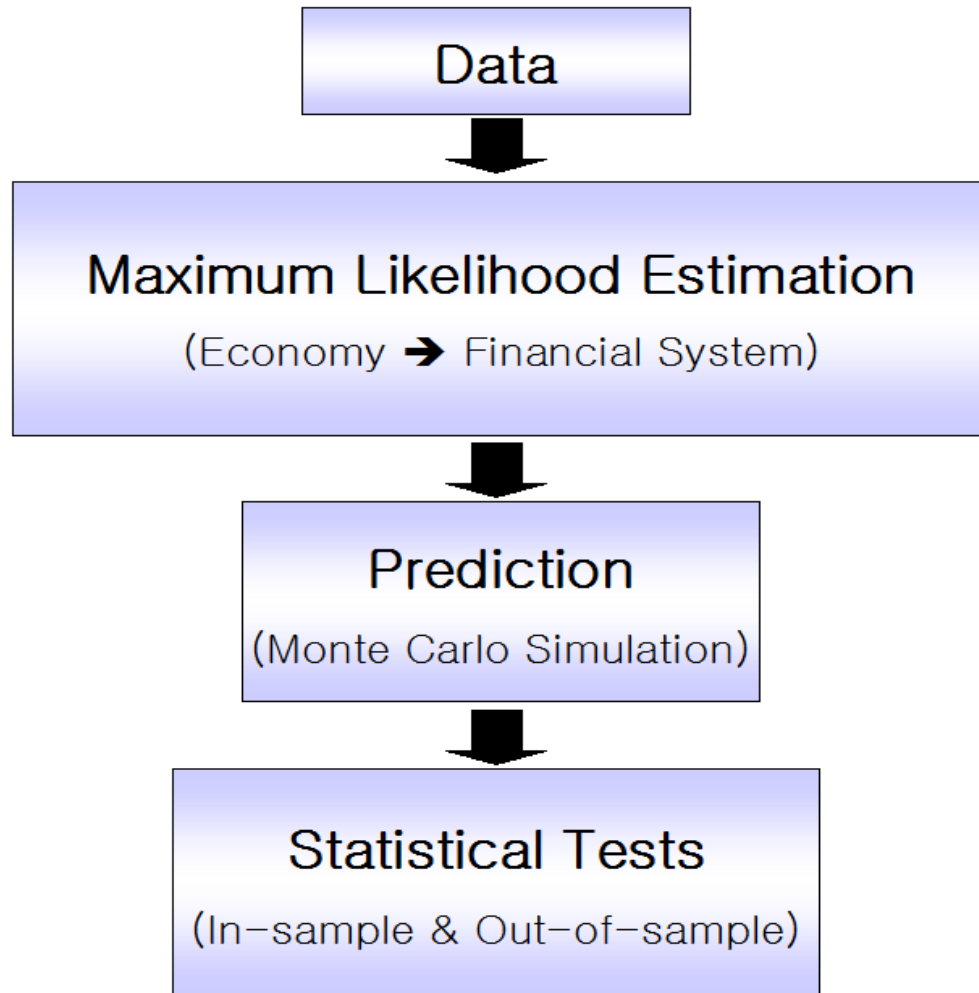 Data
Maximum Likelihood Estimation
(Economy ➔ Financial System)
Prediction
(Monte Carlo Simulation)
Statistical Tests
(In-sample & Out-of-sample)